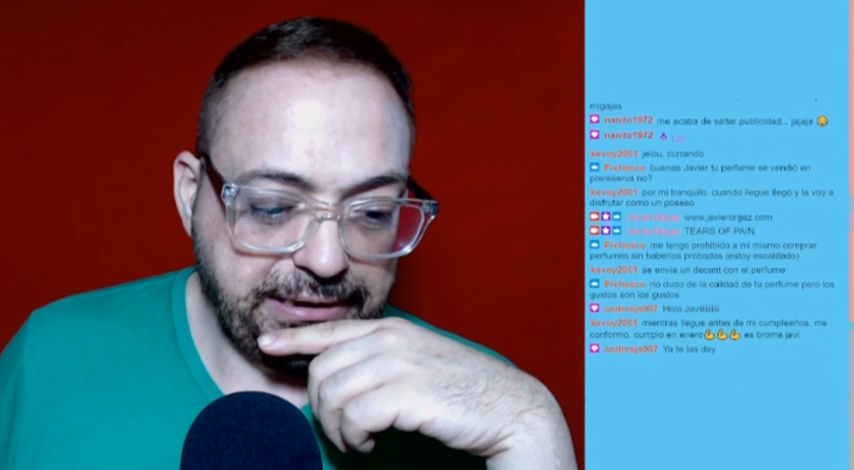 migajas
nanito1972 me acaba de saltar publicidad... jajaja
nanito1972 100
kevoy2001 jelou, currando
Frchosco buenas Javier tu perfume se vendió en
prereserva no?
kevoy2001 por mi tranquilo. cuando llegue llegó y la voy a
disfrutar como un poseso
www.javierorgaz.com
TEARS OF PAIN
Frchosco me tengo prohibido a mi mismo comprar
perfumes sin haberlos probados (estoy escaldado)
kevoy2001 se envia un decant con el perfume
Frchosco no dudo de la calidad de tu perfume pero los
gustos son los gustos
andresjs007 Hola Javiiiiiiiii
kevoy2001 mientras llegue antes de mi cumpleaños, me
conformo, cumplo en enero💪💪💪 es broma javi
andresjs007 Ya te las doy